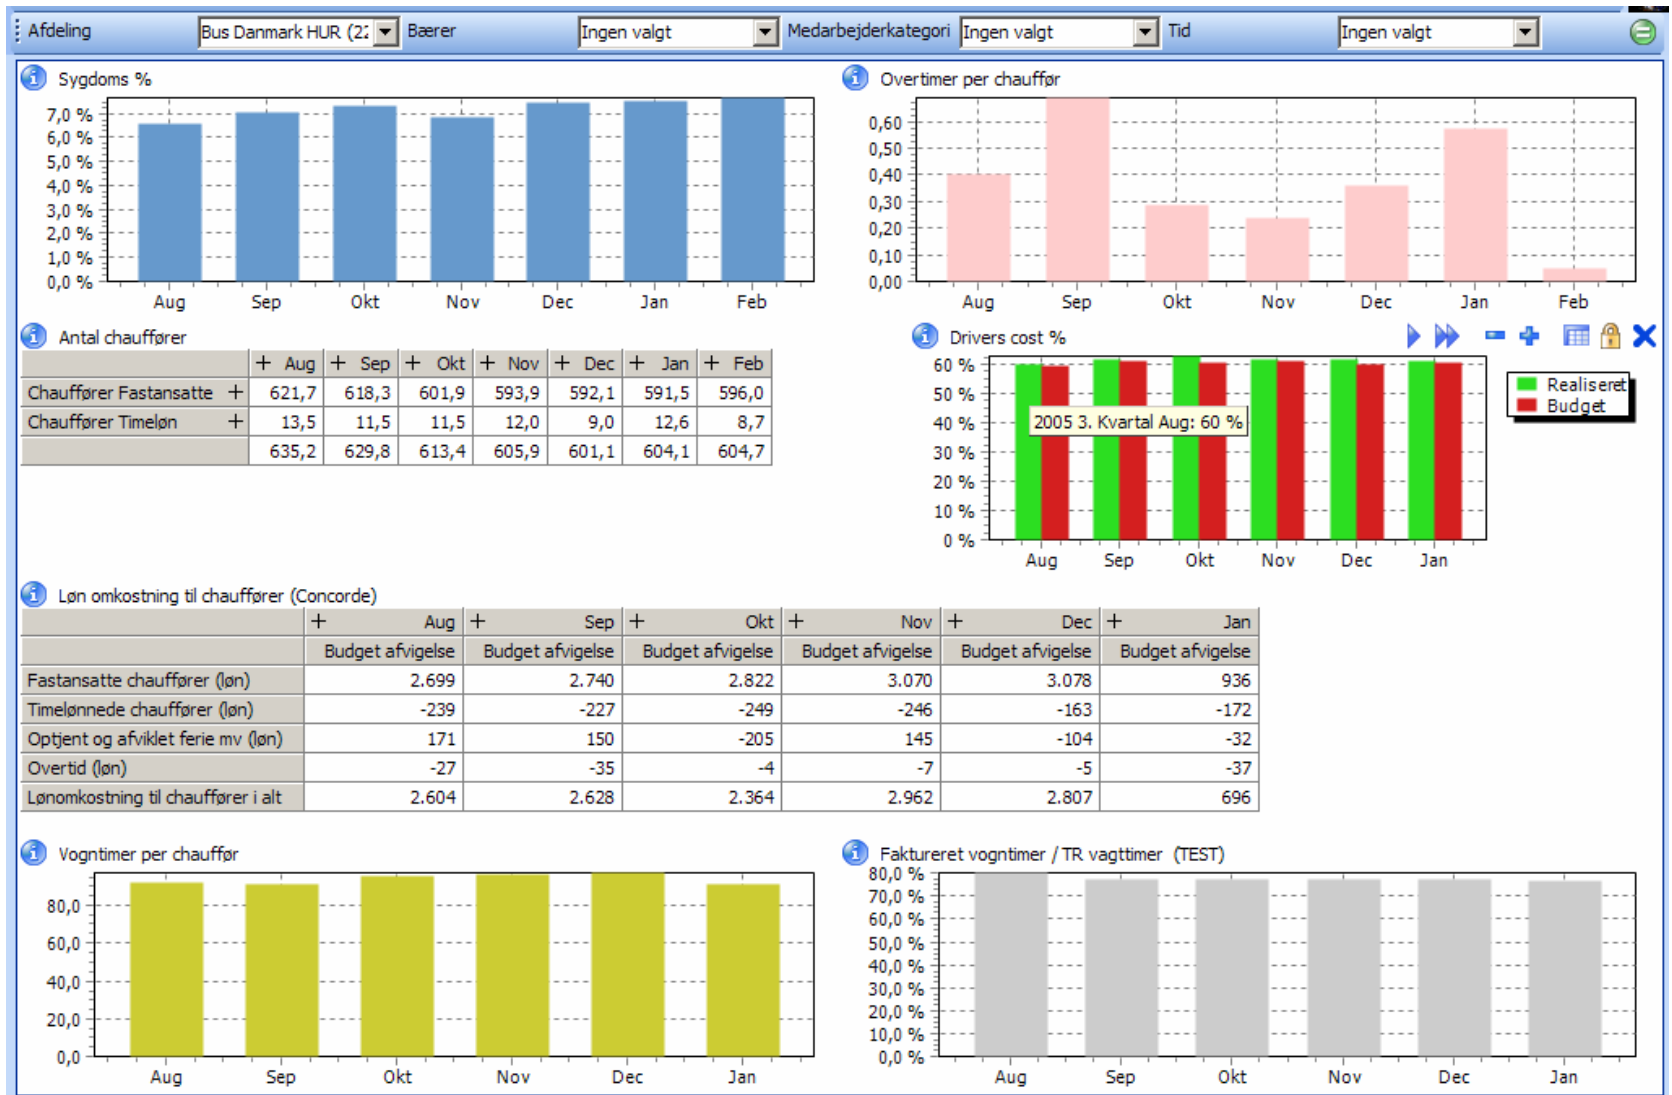 Afdeling Bus Danmark HUR (22 Bærer Ingen valgt Medarbejderkategori Ingen valgt Tid Ingen valgt
Sygdoms %
7,0 %
6,0 %
5,0 %
4,0 %
3,0 %
2,0 %
1,0 %
0,0 %
Aug Sep Okt Nov Dec Jan Feb
Overtimer per chauffør
0,60
0,50
0,40
0,30
0,20
0,10
0,00
Aug Sep Okt Nov Dec Jan Feb
Antal chauffører
+ Aug + Sep + Okt + Nov + Dec + Jan + Feb
Chauffører Fastansatte + 621,7 618,3 601,9 593,9 592,1 591,5 596,0
Chauffører Timeløn + 13,5 11,5 11,5 12,0 9,0 12,6 8,7
635,2 629,8 613,4 605,9 601,1 604,1 604,7
Drivers cost %
60 %
50 %
40 %
30 %
20 %
10 %
0 %
2005 3. Kvartal Aug: 60 %
Aug Sep Okt Nov Dec Jan
Realiseret
Budget
Løn omkostning til chauffører (Concorde)
+ Aug + Sep + Okt + Nov + Dec + Jan
Budget afvigelse Budget afvigelse Budget afvigelse Budget afvigelse Budget afvigelse Budget afvigelse
Fastansatte chauffører (løn) 2.699 2.740 2.822 3.070 3.078 936
Timelønnede chauffører (løn) -239 -227 -249 -246 -163 -172
Optjent og afviklet ferie mv (løn) 171 150 -205 145 -104 -32
Overtid (løn) -27 -35 -4 -7 -5 -37
Lønomkostning til chauffører i alt 2.604 2.628 2.364 2.962 2.807 696
Vogntimer per chauffør
80,0
60,0
40,0
20,0
0,0
Aug Sep Okt Nov Dec Jan
Faktureret vogntimer / TR vagttimer (TEST)
80,0 %
70,0 %
60,0 %
50,0 %
40,0 %
30,0 %
20,0 %
10,0 %
0,0 %
Aug Sep Okt Nov Dec Jan